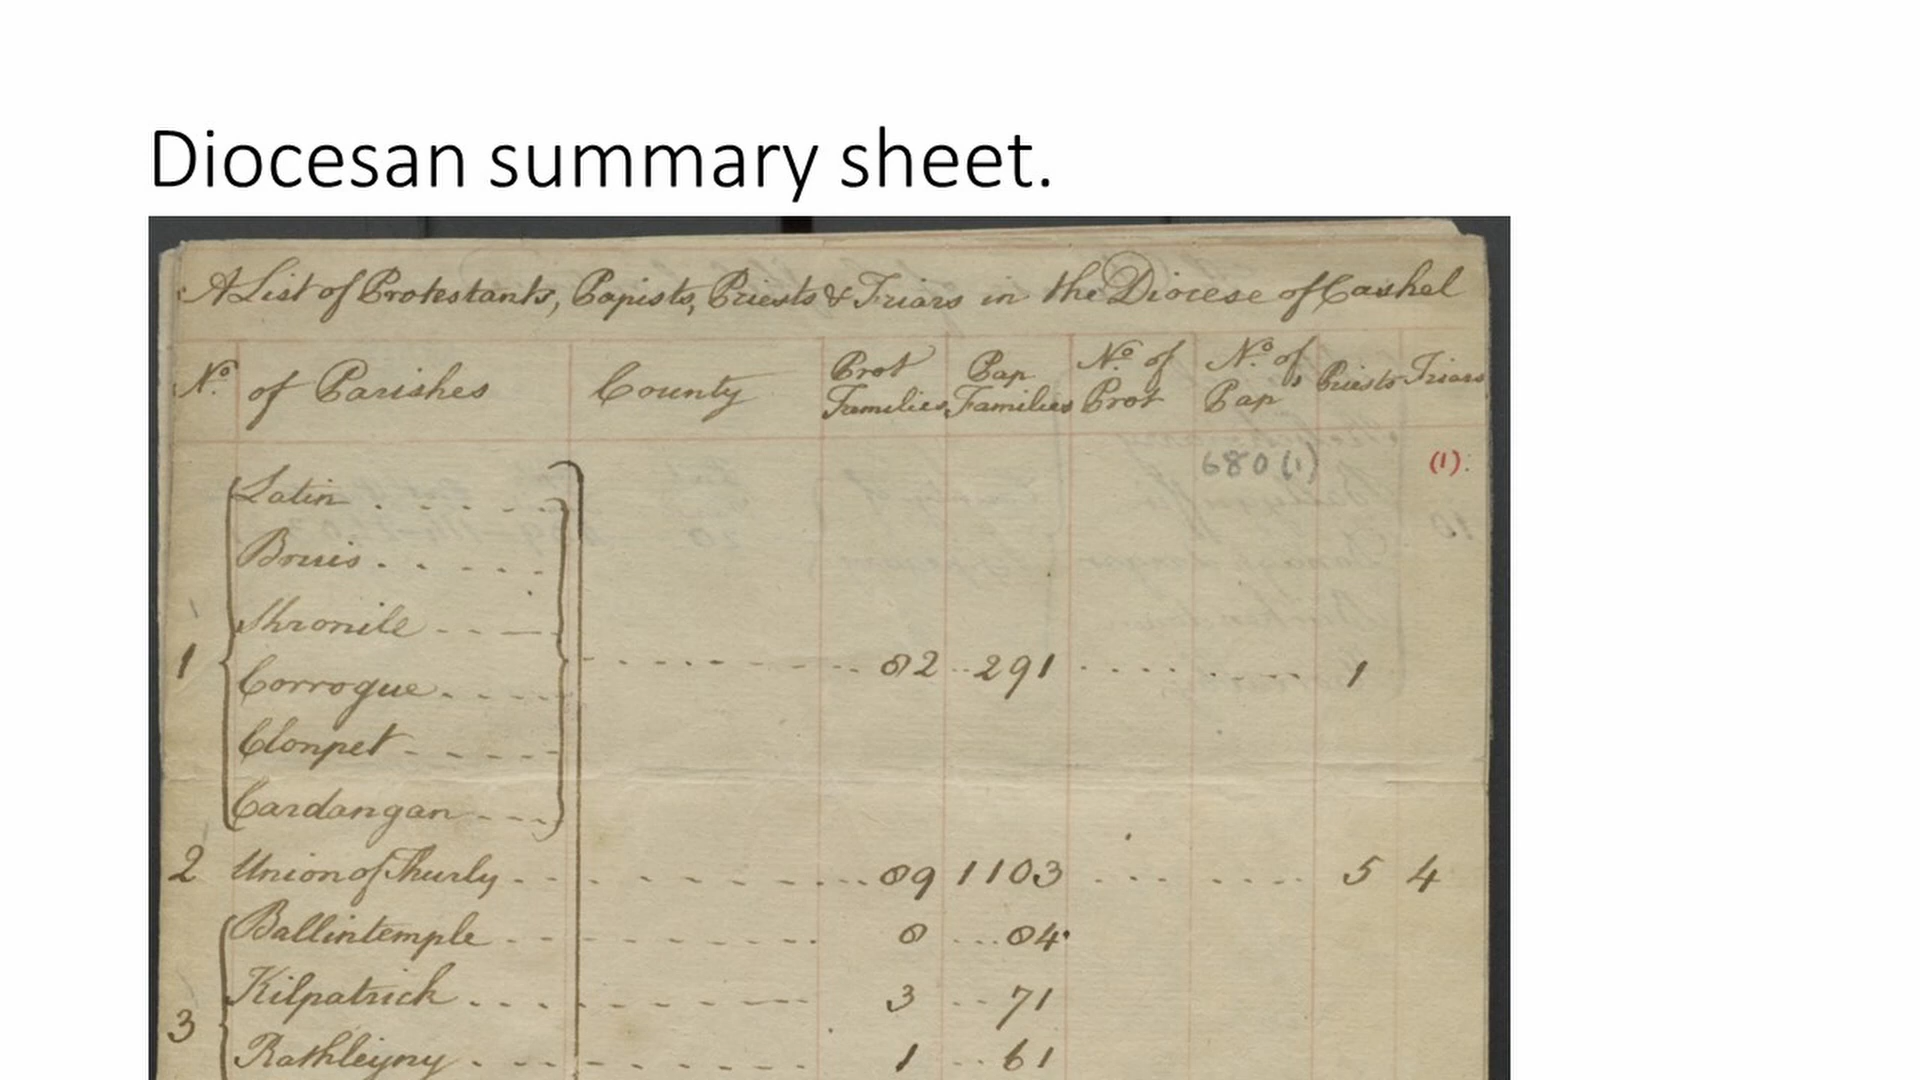 Diocesan summary sheet.
A List of Protestants, Papists, Priests & Friars in the Diocese of Cashel
No. of Parishes County Prot Families Pap Families No. of Prot No. of Pap Priests Friars
680 (1) (1)
Latin
Bruis
Shronile
1 Corrogue 82 291 1
Clonpet
Cardangan
2 Union of Thurly 89 1103 5 4
Ballintemple 8 84
Kilpatrick 3 71
3
Rathleyny 1 61